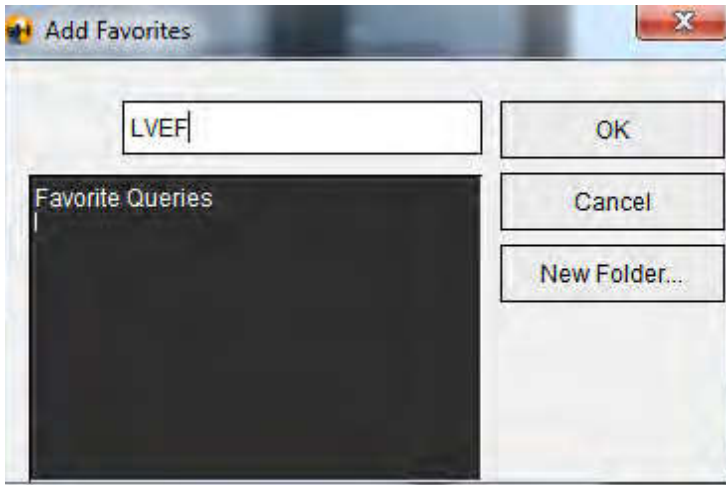 Add Favorites
LVEF
OK
Favorite Queries
Cancel
New Folder...